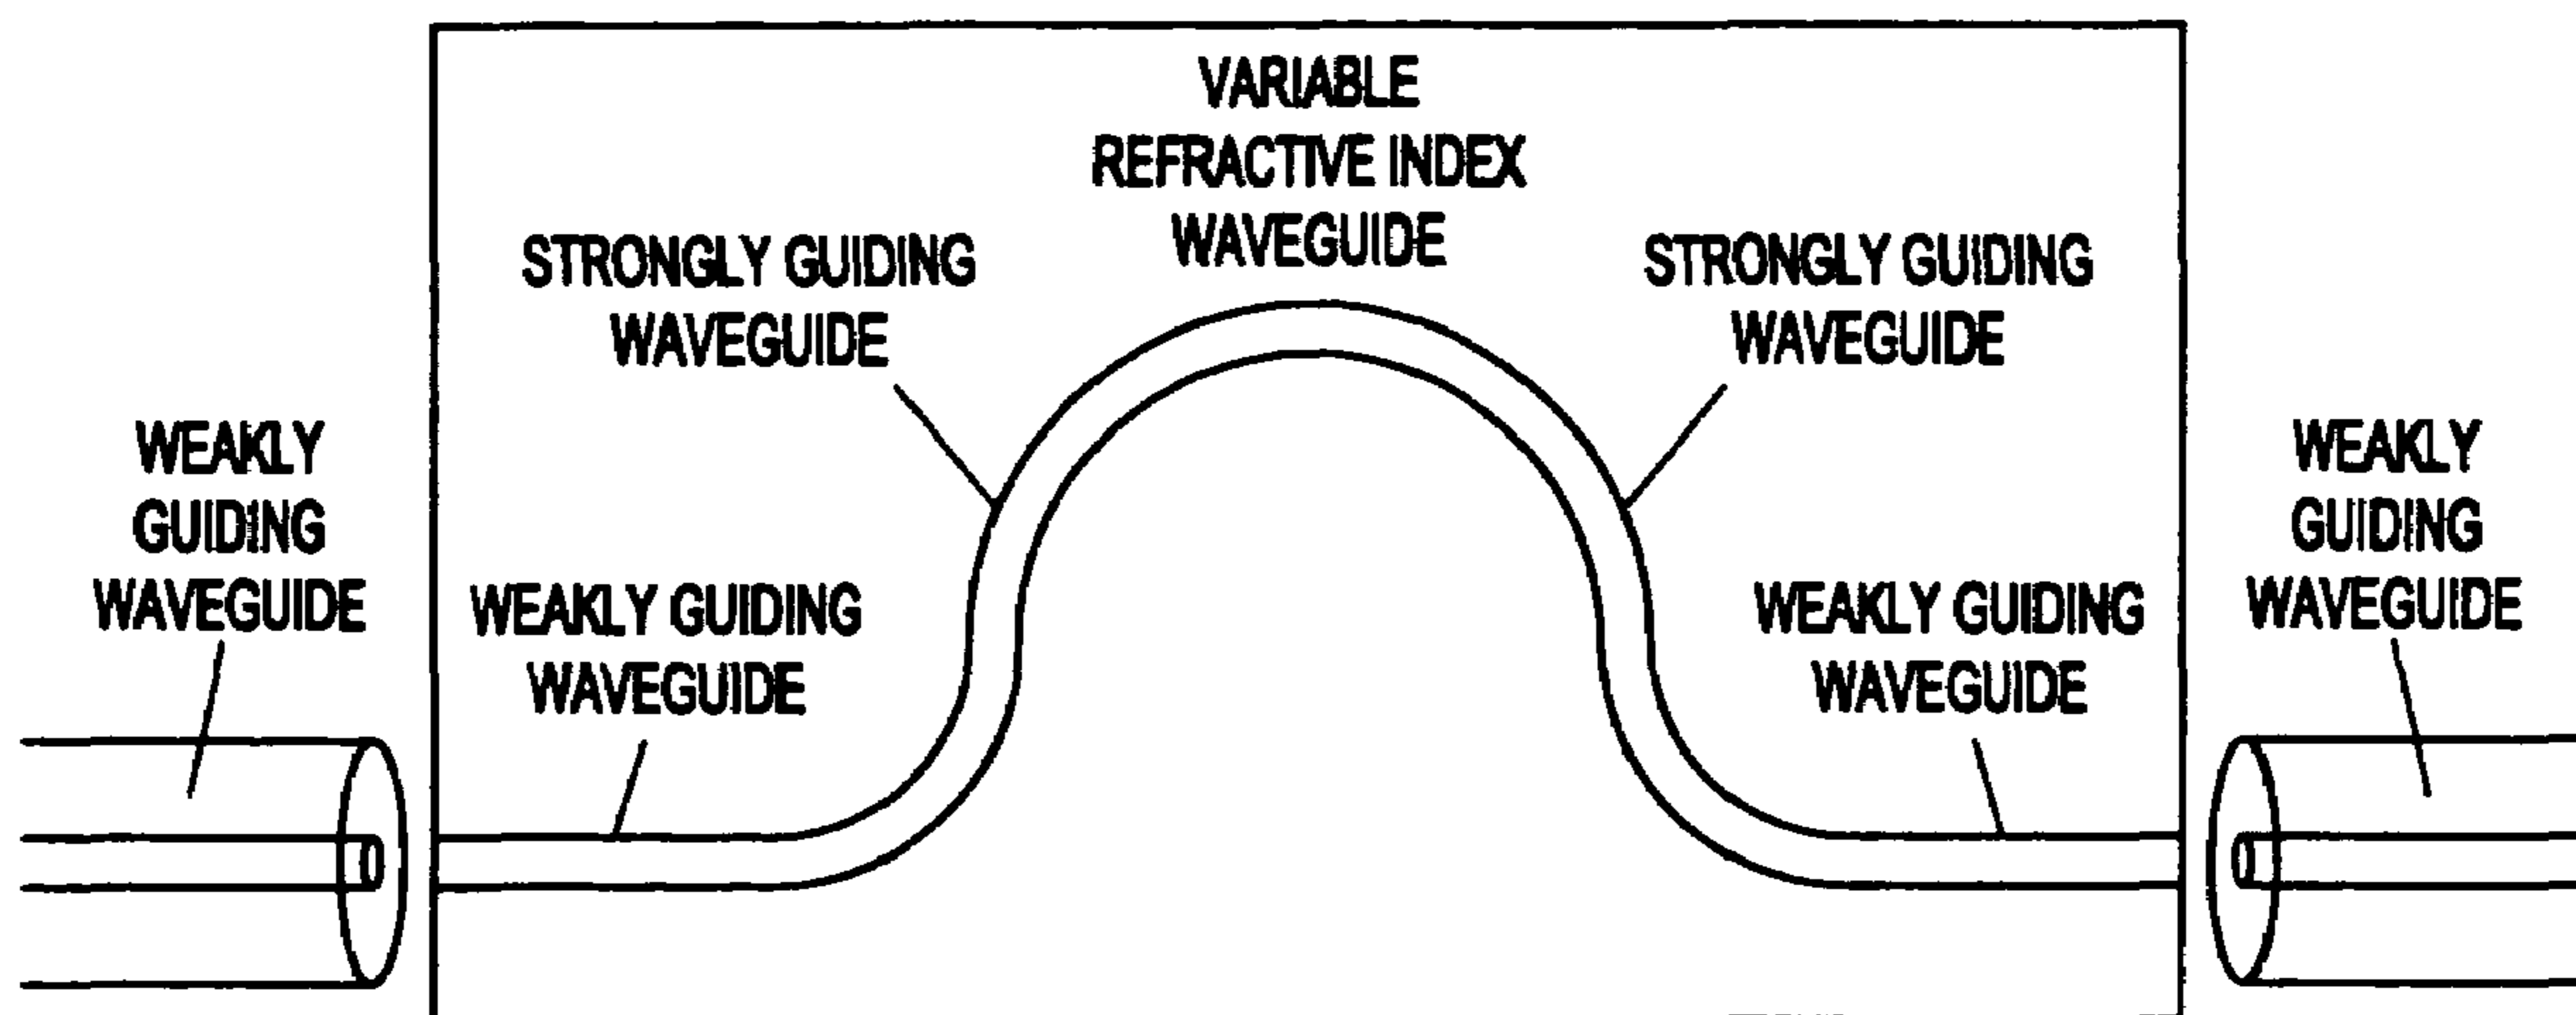 VARIABLE
REFRACTIVE INDEX
WAVEGUIDE
STRONGLY GUIDING
WAVEGUIDE
STRONGLY GUIDING
WAVEGUIDE
WEAKLY
GUIDING
WAVEGUIDE
WEAKLY GUIDING
WAVEGUIDE
WEAKLY GUIDING
WAVEGUIDE
WEAKLY
GUIDING
WAVEGUIDE